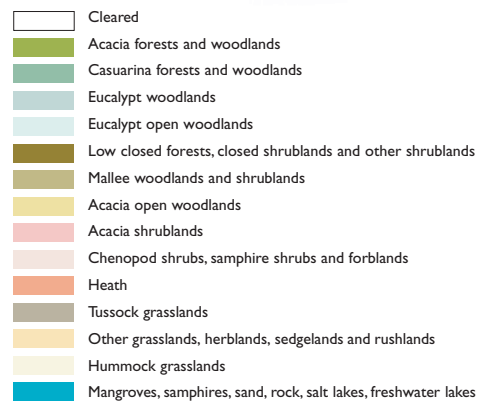 Cleared
Acacia forests and woodlands
Casuarina forests and woodlands
Eucalypt woodlands
Eucalypt open woodlands
Low closed forests, closed shrublands and other shrublands
Mallee woodlands and shrublands
Acacia open woodlands
Acacia shrublands
Chenopod shrubs, samphire shrubs and forblands
Heath
Tussock grasslands
Other grasslands, herblands, sedgelands and rushlands
Hummock grasslands
Mangroves, samphires, sand, rock, salt lakes, freshwater lakes